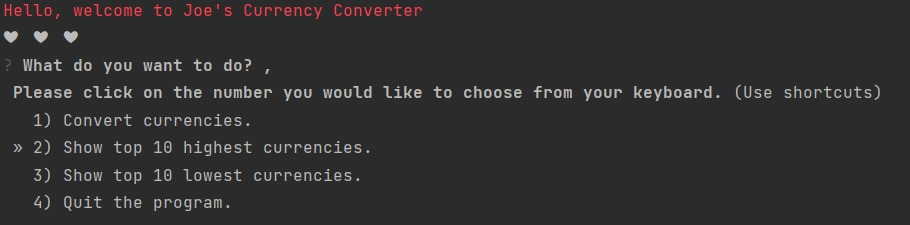 Hello, welcome to Joe's Currency Converter
♥ ♥ ♥
? What do you want to do? ,
Please click on the number you would like to choose from your keyboard. (Use shortcuts)
1) Convert currencies.
» 2) Show top 10 highest currencies.
3) Show top 10 lowest currencies.
4) Quit the program.